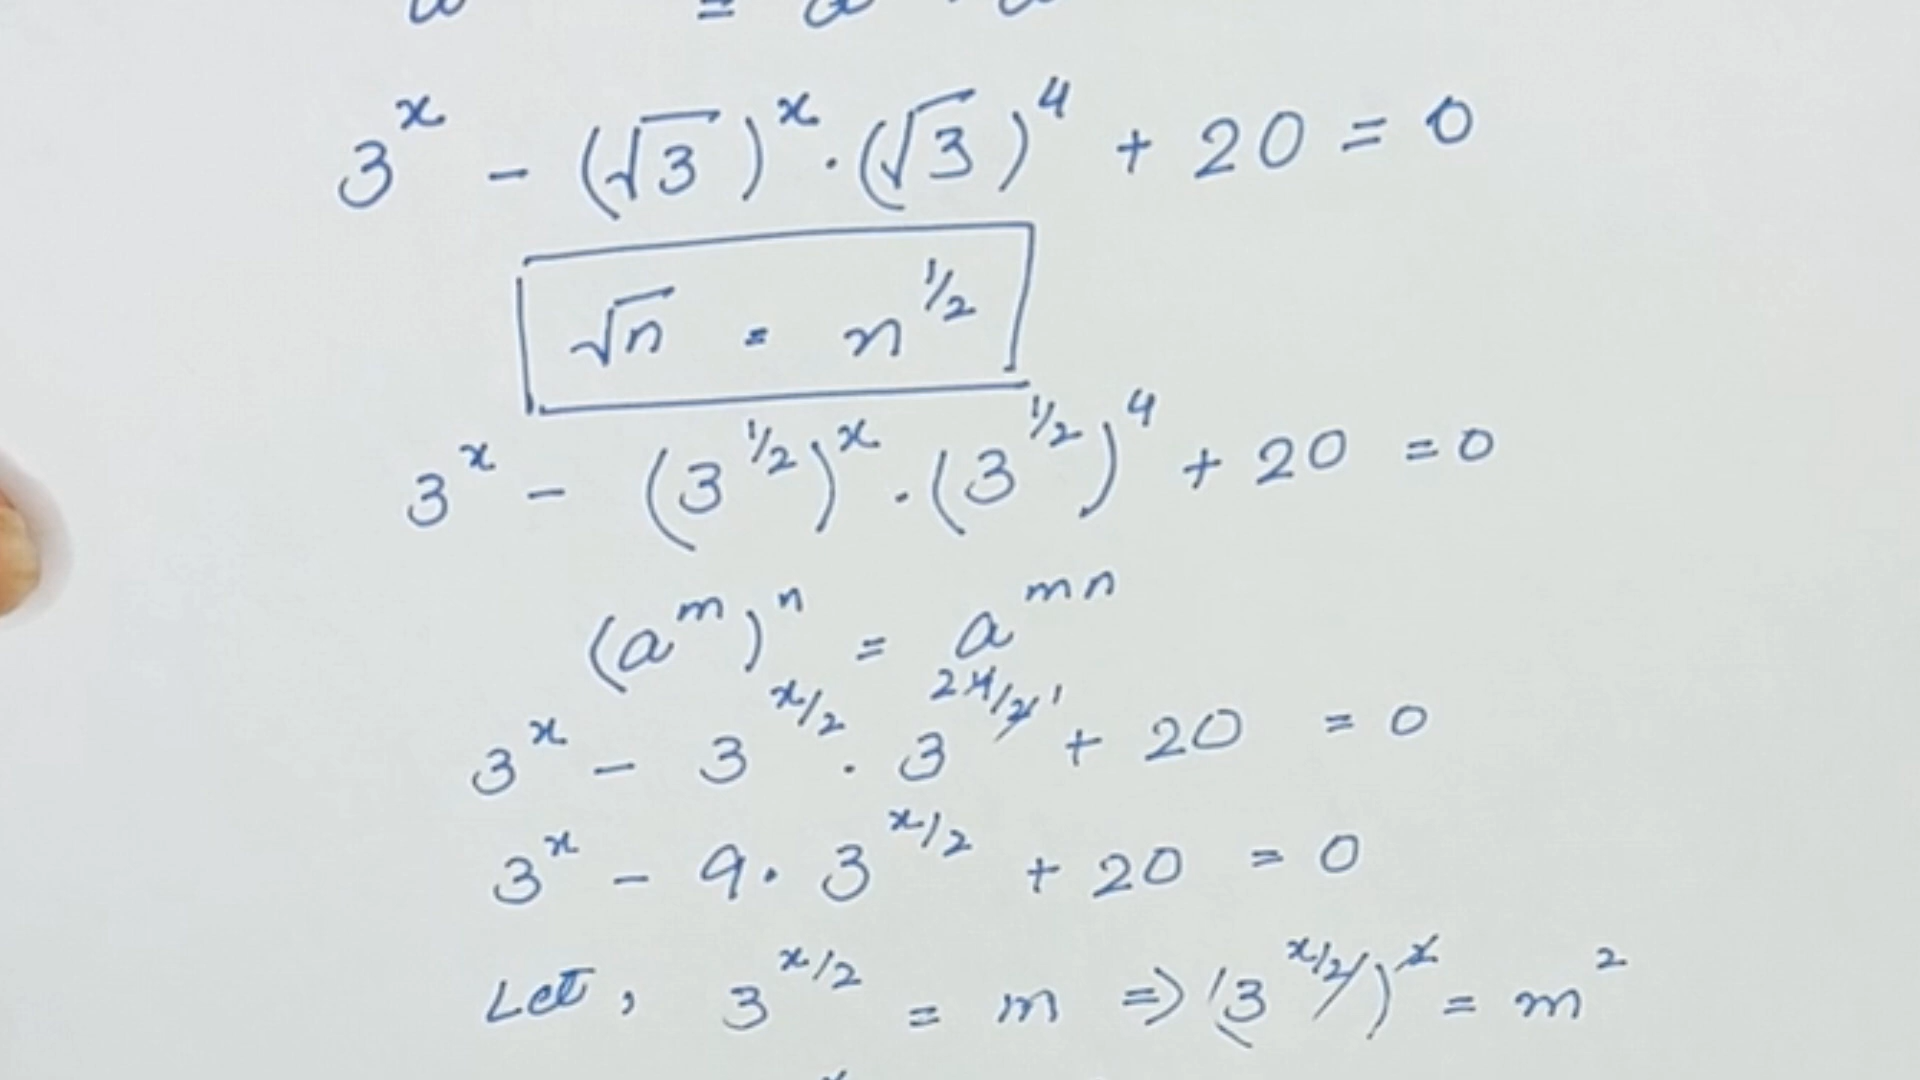 3^x - (√3)^x . (√3)^4 + 20 = 0
√n = n^1/2
3^x - (3^1/2)^x . (3^1/2)^4 + 20 = 0
(a^m)^n = a^mn
3^x - 3^x/2 . 3^4/2 + 20 = 0
3^x - 9 . 3^x/2 + 20 = 0
Let, 3^x/2 = m => (3^x/2)^2 = m^2